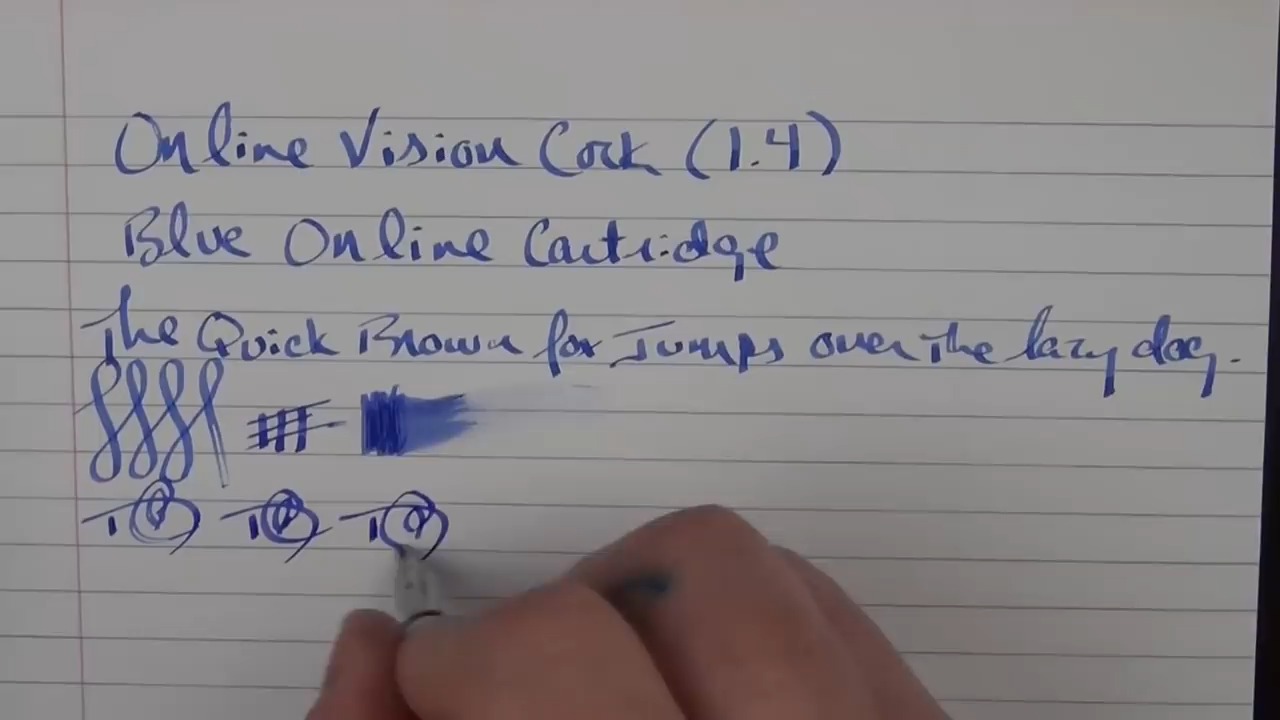 Online Vision Cork (1.4)
Blue Online Cartridge
The Quick Brown fox Jumps over The lazy dog.